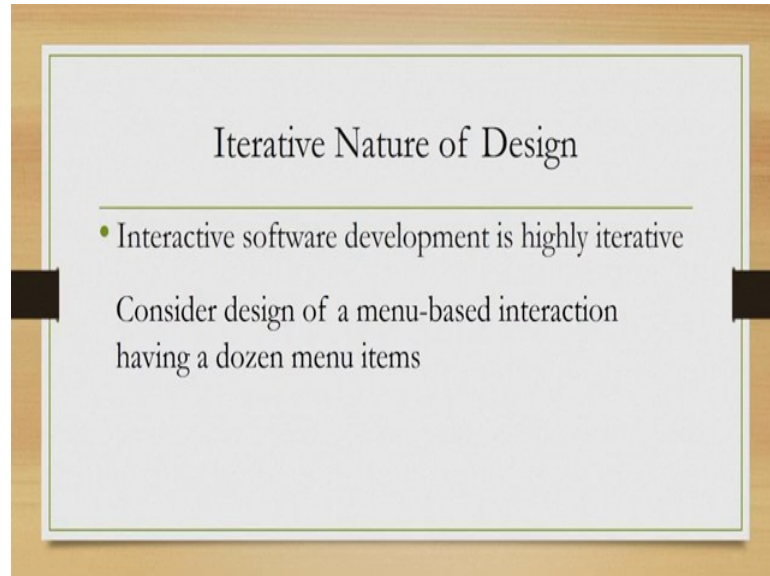 Iterative Nature of Design
• Interactive software development is highly iterative
Consider design of a menu-based interaction
having a dozen menu items